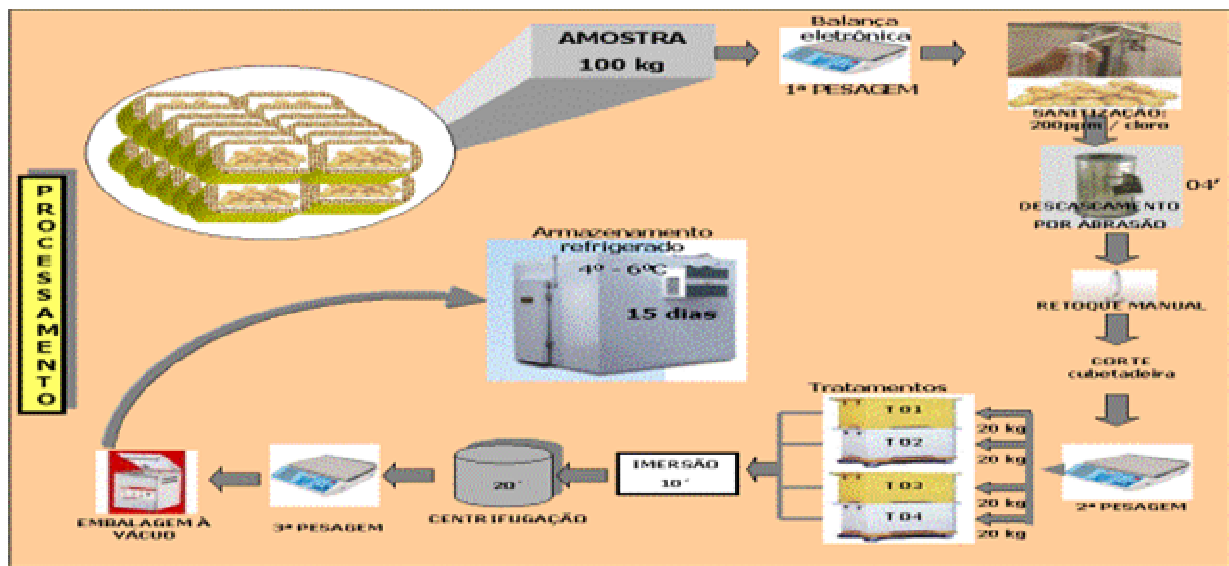 PROCESSAMENTO
AMOSTRA
100 kg
Balança
eletrônica
1ª PESAGEM
SANITIZAÇÃO:
200ppm / cloro
04’
DESCASCAMENTO
POR ABRASÃO
RETOQUE MANUAL
CORTE
cubetadeira
2ª PESAGEM
Tratamentos
T 01
20 kg
T 02
20 kg
T 03
20 kg
T 04
20 kg
IMERSÃO
10´
20´
CENTRIFUGAÇÃO
3ª PESAGEM
EMBALAGEM À
VÁCUO
Armazenamento
refrigerado
4º - 6ºC
15 dias